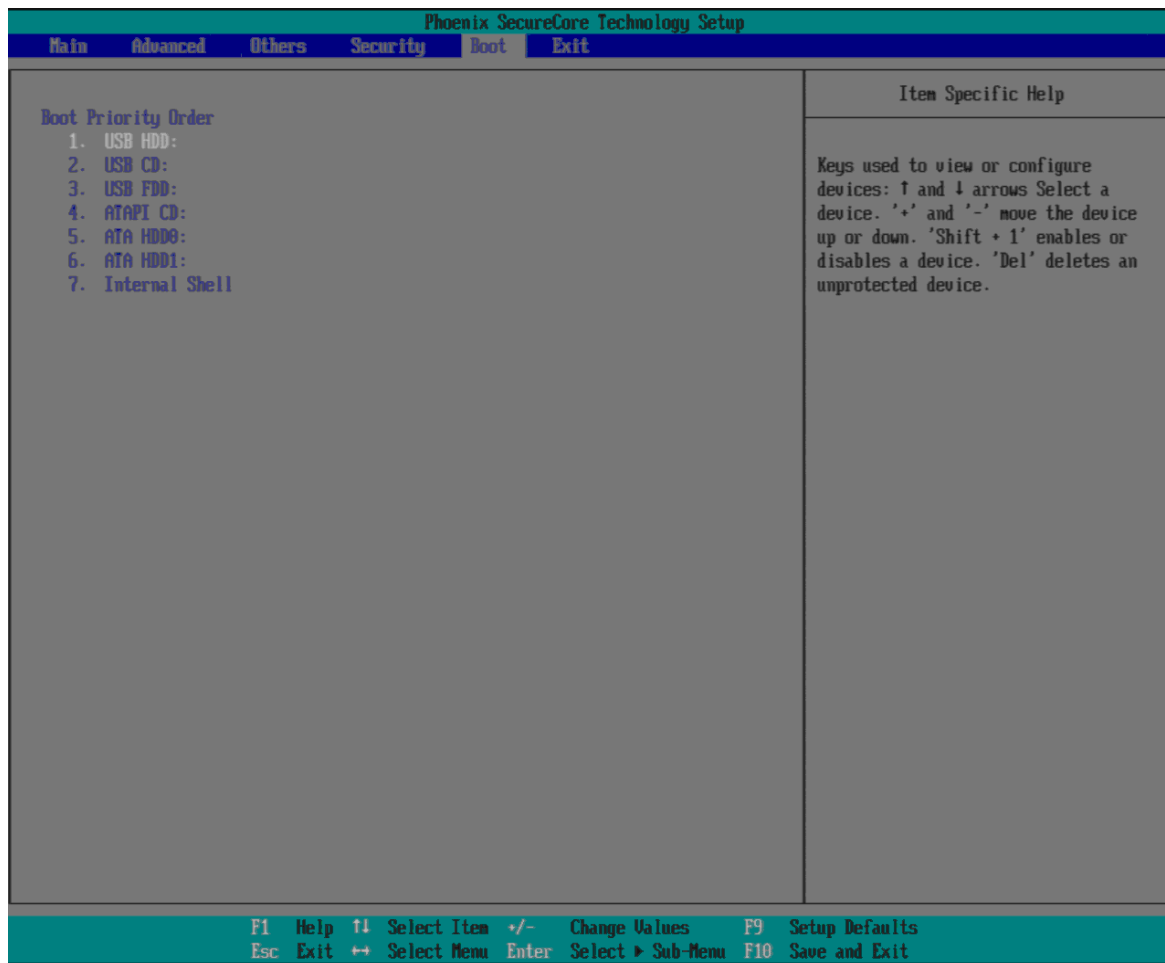 Phoenix SecureCore Technology Setup
Main Advanced Others Security Boot Exit
Item Specific Help
Boot Priority Order
1. USB HDD:
2. USB CD:
3. USB FDD:
4. ATAPI CD:
5. ATA HDD0:
6. ATA HDD1:
7. Internal Shell
Keys used to view or configure
devices: ↑ and ↓ arrows Select a
device. '+' and '-' move the device
up or down. 'Shift + 1' enables or
disables a device. 'Del' deletes an
unprotected device.
F1 Help ↑↓ Select Item +/- Change Values F9 Setup Defaults
Esc Exit ↔ Select Menu Enter Select ▶ Sub-Menu F10 Save and Exit